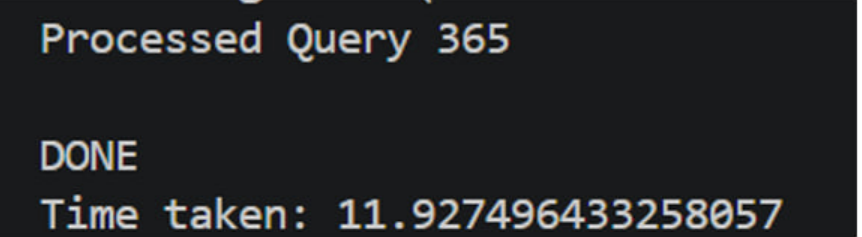 Processed Query 365
DONE
Time taken: 11.927496433258057